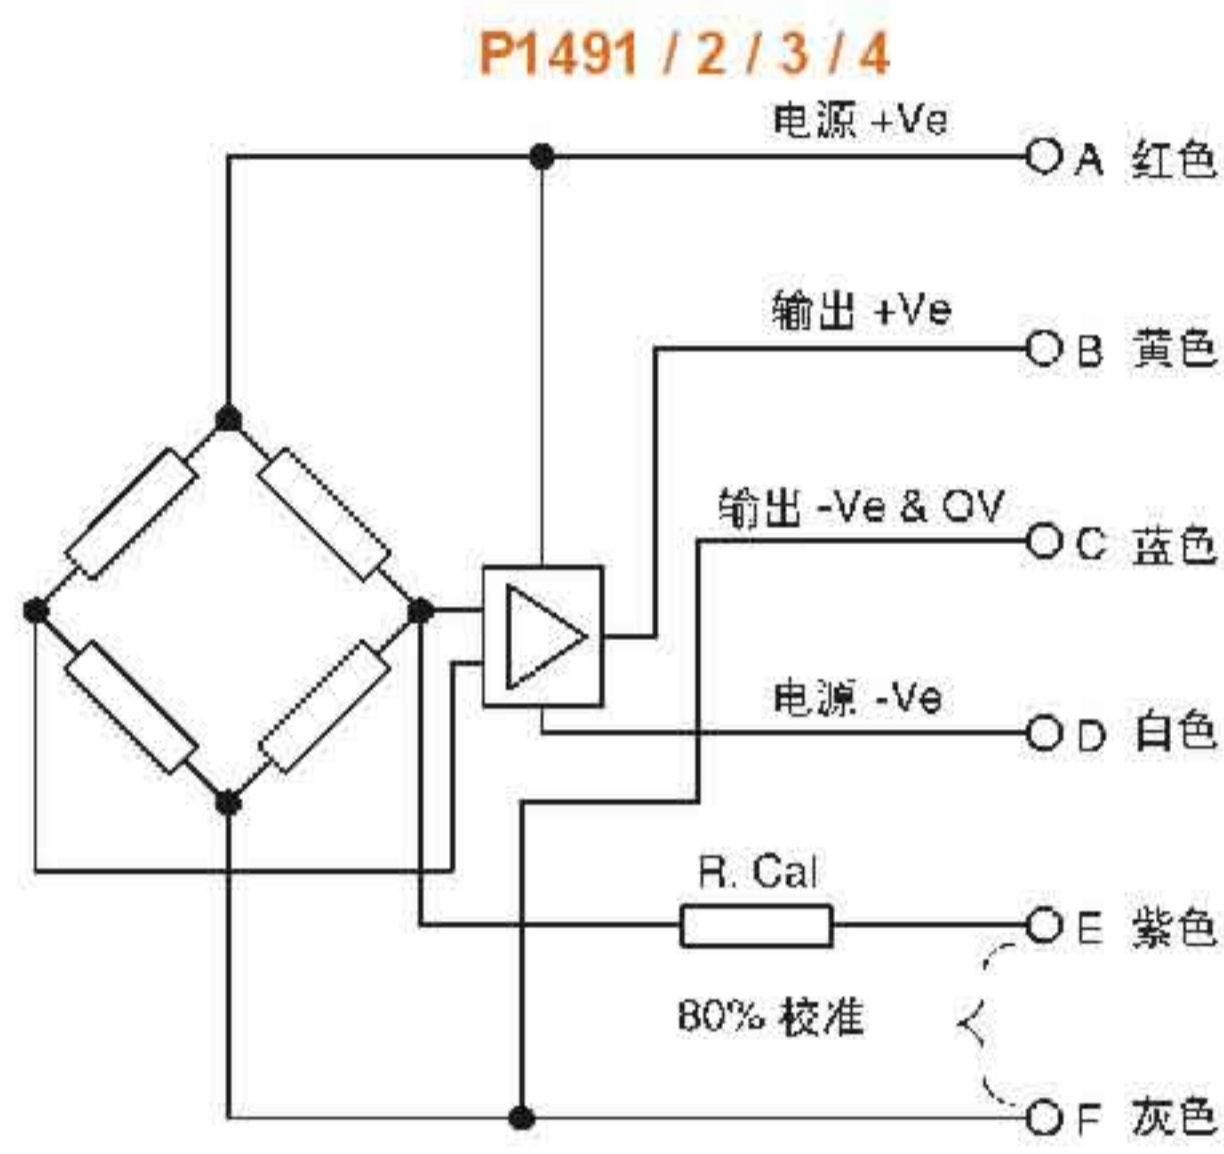 P1491 / 2 / 3 / 4
电源 +Ve
A 红色
输出 +Ve
B 黄色
输出 -Ve & OV
C 蓝色
电源 -Ve
D 白色
R. Cal
E 紫色
80% 校准
F 灰色